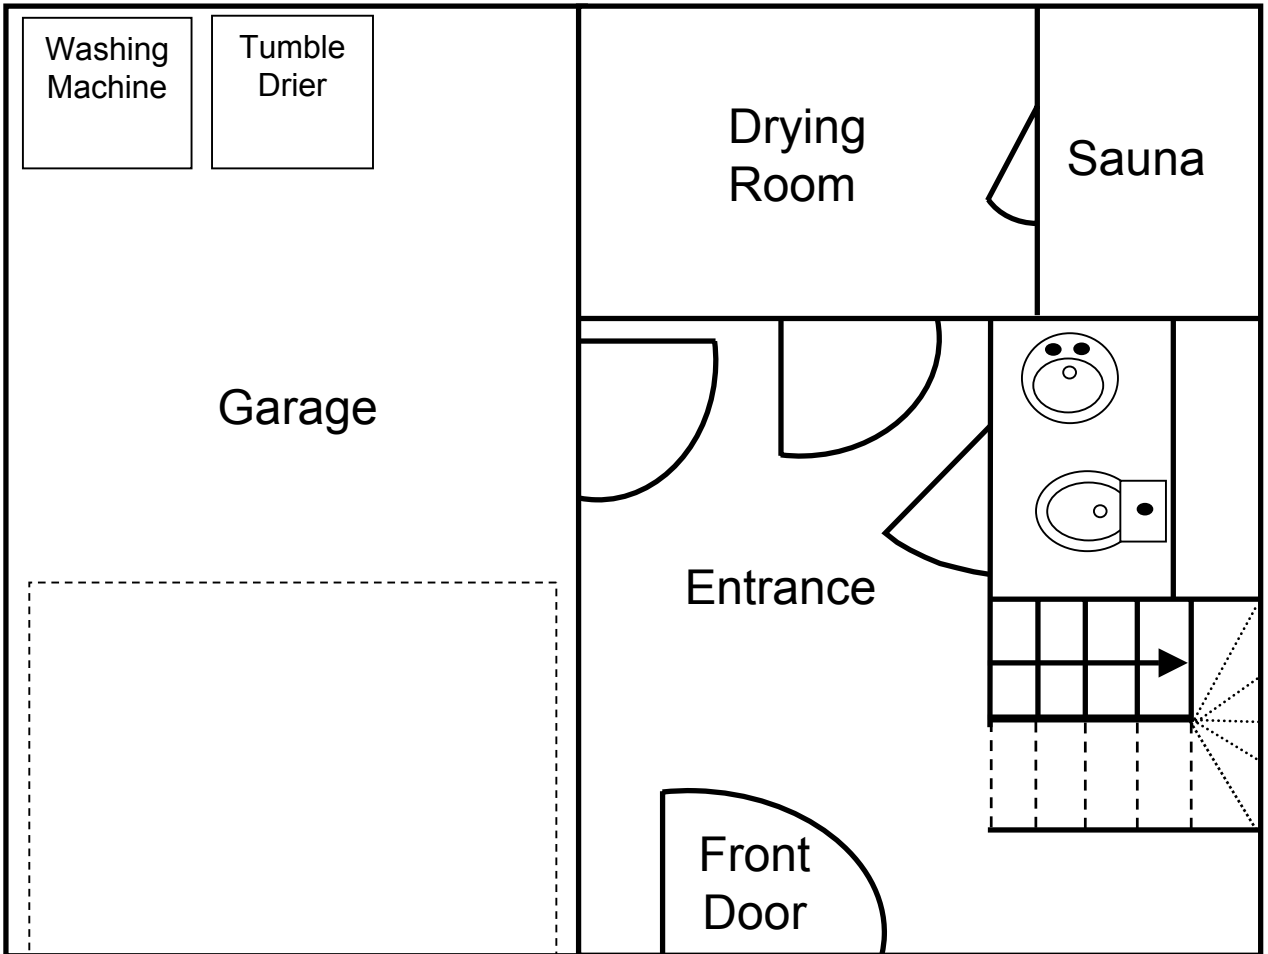 Washing
Machine
Tumble
Drier
Drying
Room
Sauna
Garage
Entrance
Front
Door